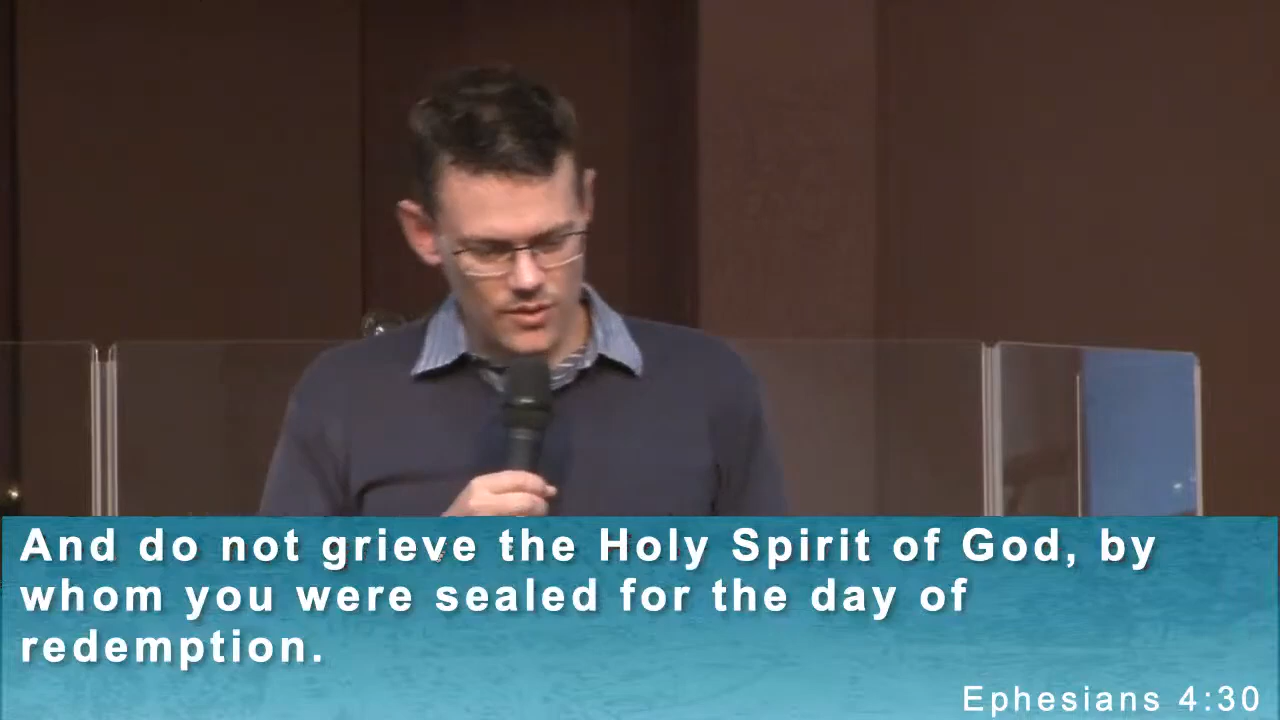 And do not grieve the Holy Spirit of God, by
whom you were sealed for the day of
redemption.
Ephesians 4:30